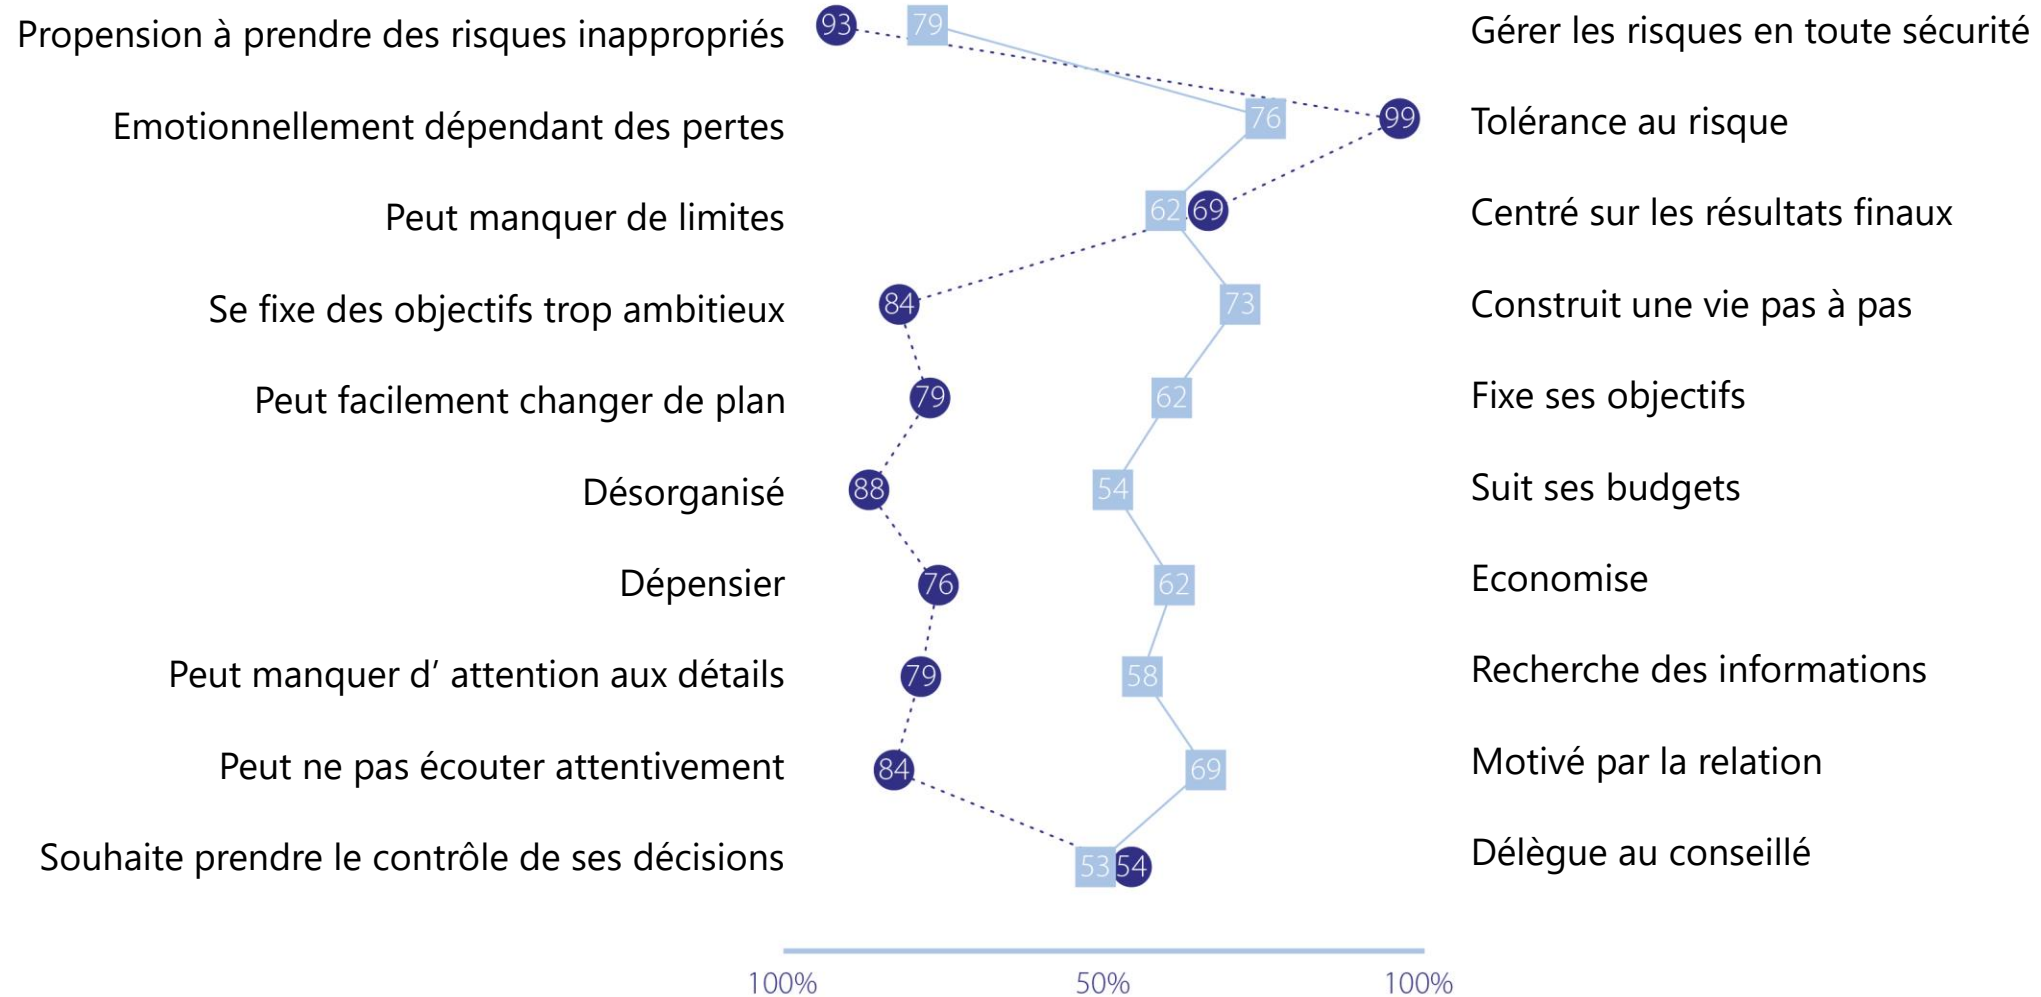 Propension à prendre des risques inappropriés 93 79 Gérer les risques en toute sécurité
Emotionnellement dépendant des pertes 76 99 Tolérance au risque
Peut manquer de limites 62 69 Centré sur les résultats finaux
Se fixe des objectifs trop ambitieux 84 73 Construit une vie pas à pas
Peut facilement changer de plan 79 62 Fixe ses objectifs
Désorganisé 88 54 Suit ses budgets
Dépensier 76 62 Economise
Peut manquer d’ attention aux détails 79 58 Recherche des informations
Peut ne pas écouter attentivement 84 69 Motivé par la relation
Souhaite prendre le contrôle de ses décisions 53 54 Délègue au conseillé
100% 50% 100%